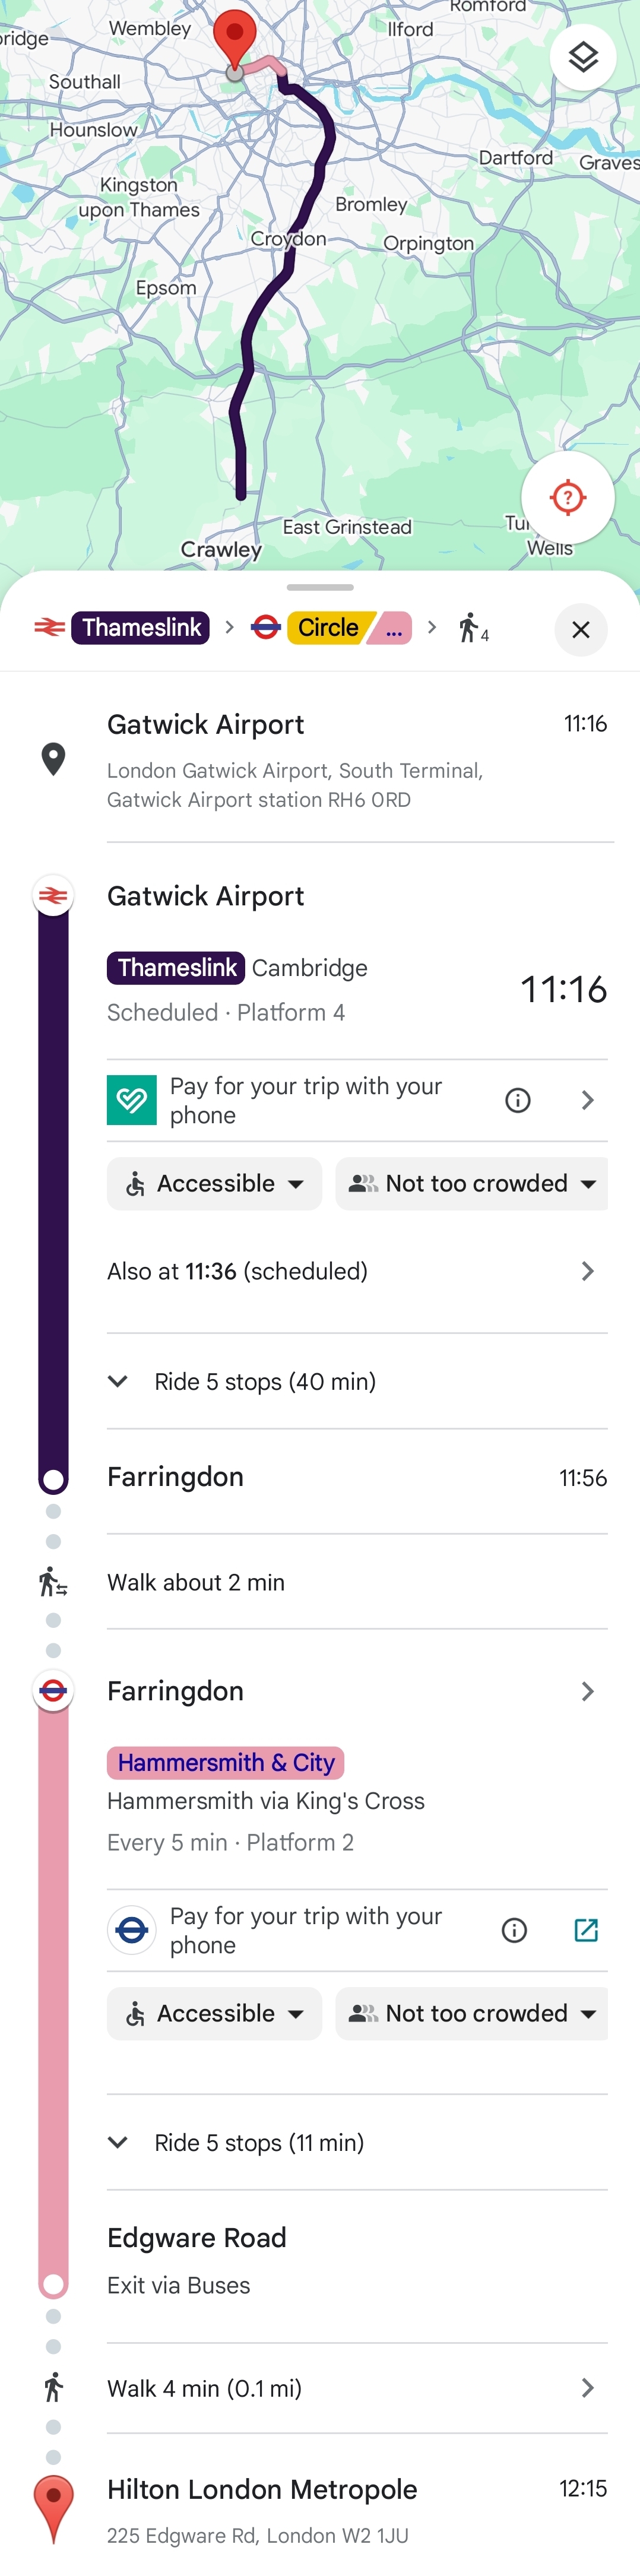 Romford
Wembley
Ilford
ridge
Southall
Hounslow
Dartford
Graves
Kingston
upon Thames
Bromley
Croydon
Orpington
Epsom
East Grinstead
Tu
Wells
Crawley
Thameslink
Circle
...
4
Gatwick Airport
11:16
London Gatwick Airport, South Terminal,
Gatwick Airport station RH6 0RD
Gatwick Airport
Thameslink Cambridge
11:16
Scheduled · Platform 4
Pay for your trip with your
phone
Accessible
Not too crowded
Also at 11:36 (scheduled)
Ride 5 stops (40 min)
Farringdon
11:56
Walk about 2 min
Farringdon
Hammersmith & City
Hammersmith via King's Cross
Every 5 min · Platform 2
Pay for your trip with your
phone
Accessible
Not too crowded
Ride 5 stops (11 min)
Edgware Road
Exit via Buses
Walk 4 min (0.1 mi)
Hilton London Metropole
12:15
225 Edgware Rd, London W2 1JU